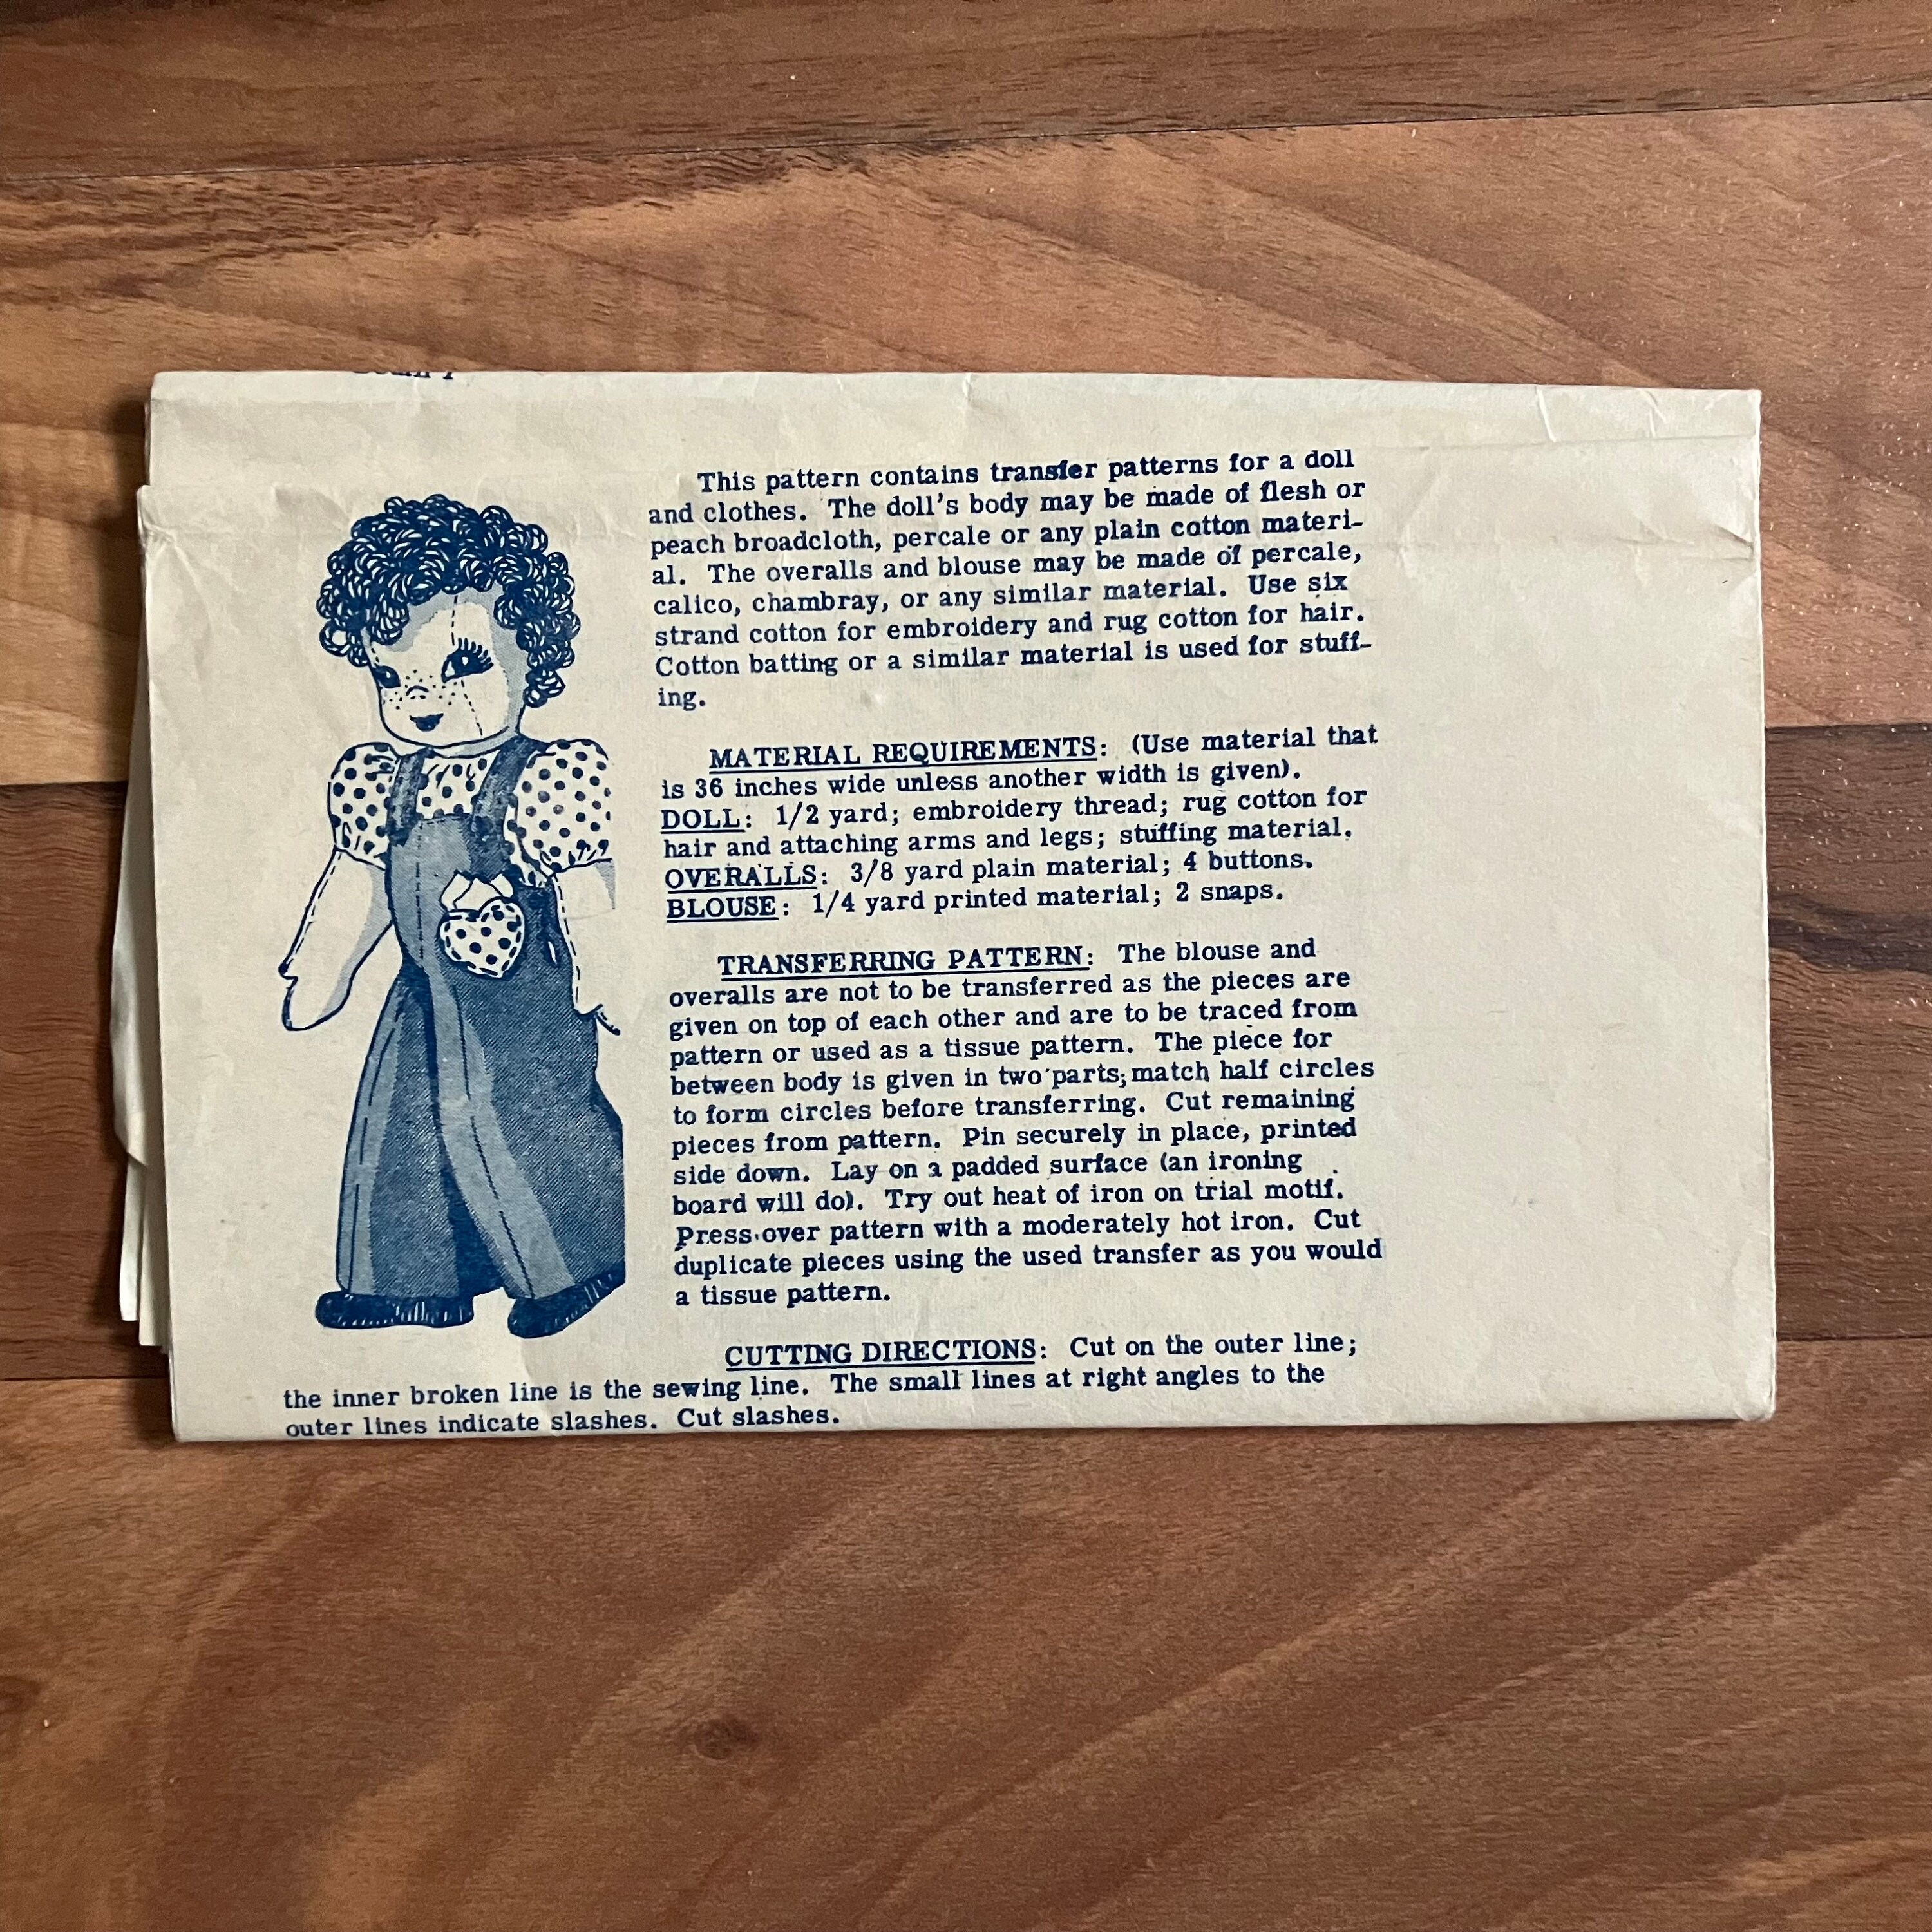 This pattern contains transfer patterns for a doll
and clothes. The doll's body may be made of flesh or
peach broadcloth, percale or any plain cotton materi-
al. The overalls and blouse may be made of percale,
calico, chambray, or any similar material. Use six
strand cotton for embroidery and rug cotton for hair.
Cotton batting or a similar material is used for stuff-
ing.
MATERIAL REQUIREMENTS: (Use material that
is 36 inches wide unless another width is given).
DOLL: 1/2 yard; embroidery thread; rug cotton for
hair and attaching arms and legs; stuffing material.
OVERALLS: 3/8 yard plain material; 4 buttons.
BLOUSE: 1/4 yard printed material; 2 snaps.
TRANSFERRING PATTERN: The blouse and
overalls are not to be transferred as the pieces are
given on top of each other and are to be traced from
pattern or used as a tissue pattern. The piece for
between body is given in two parts; match half circles
to form circles before transferring. Cut remaining
pieces from pattern. Pin securely in place, printed
side down. Lay on a padded surface (an ironing
board will do). Try out heat of iron on trial motif.
Press over pattern with a moderately hot iron. Cut
duplicate pieces using the used transfer as you would
a tissue pattern.
CUTTING DIRECTIONS: Cut on the outer line;
the inner broken line is the sewing line. The small lines at right angles to the
outer lines indicate slashes. Cut slashes.